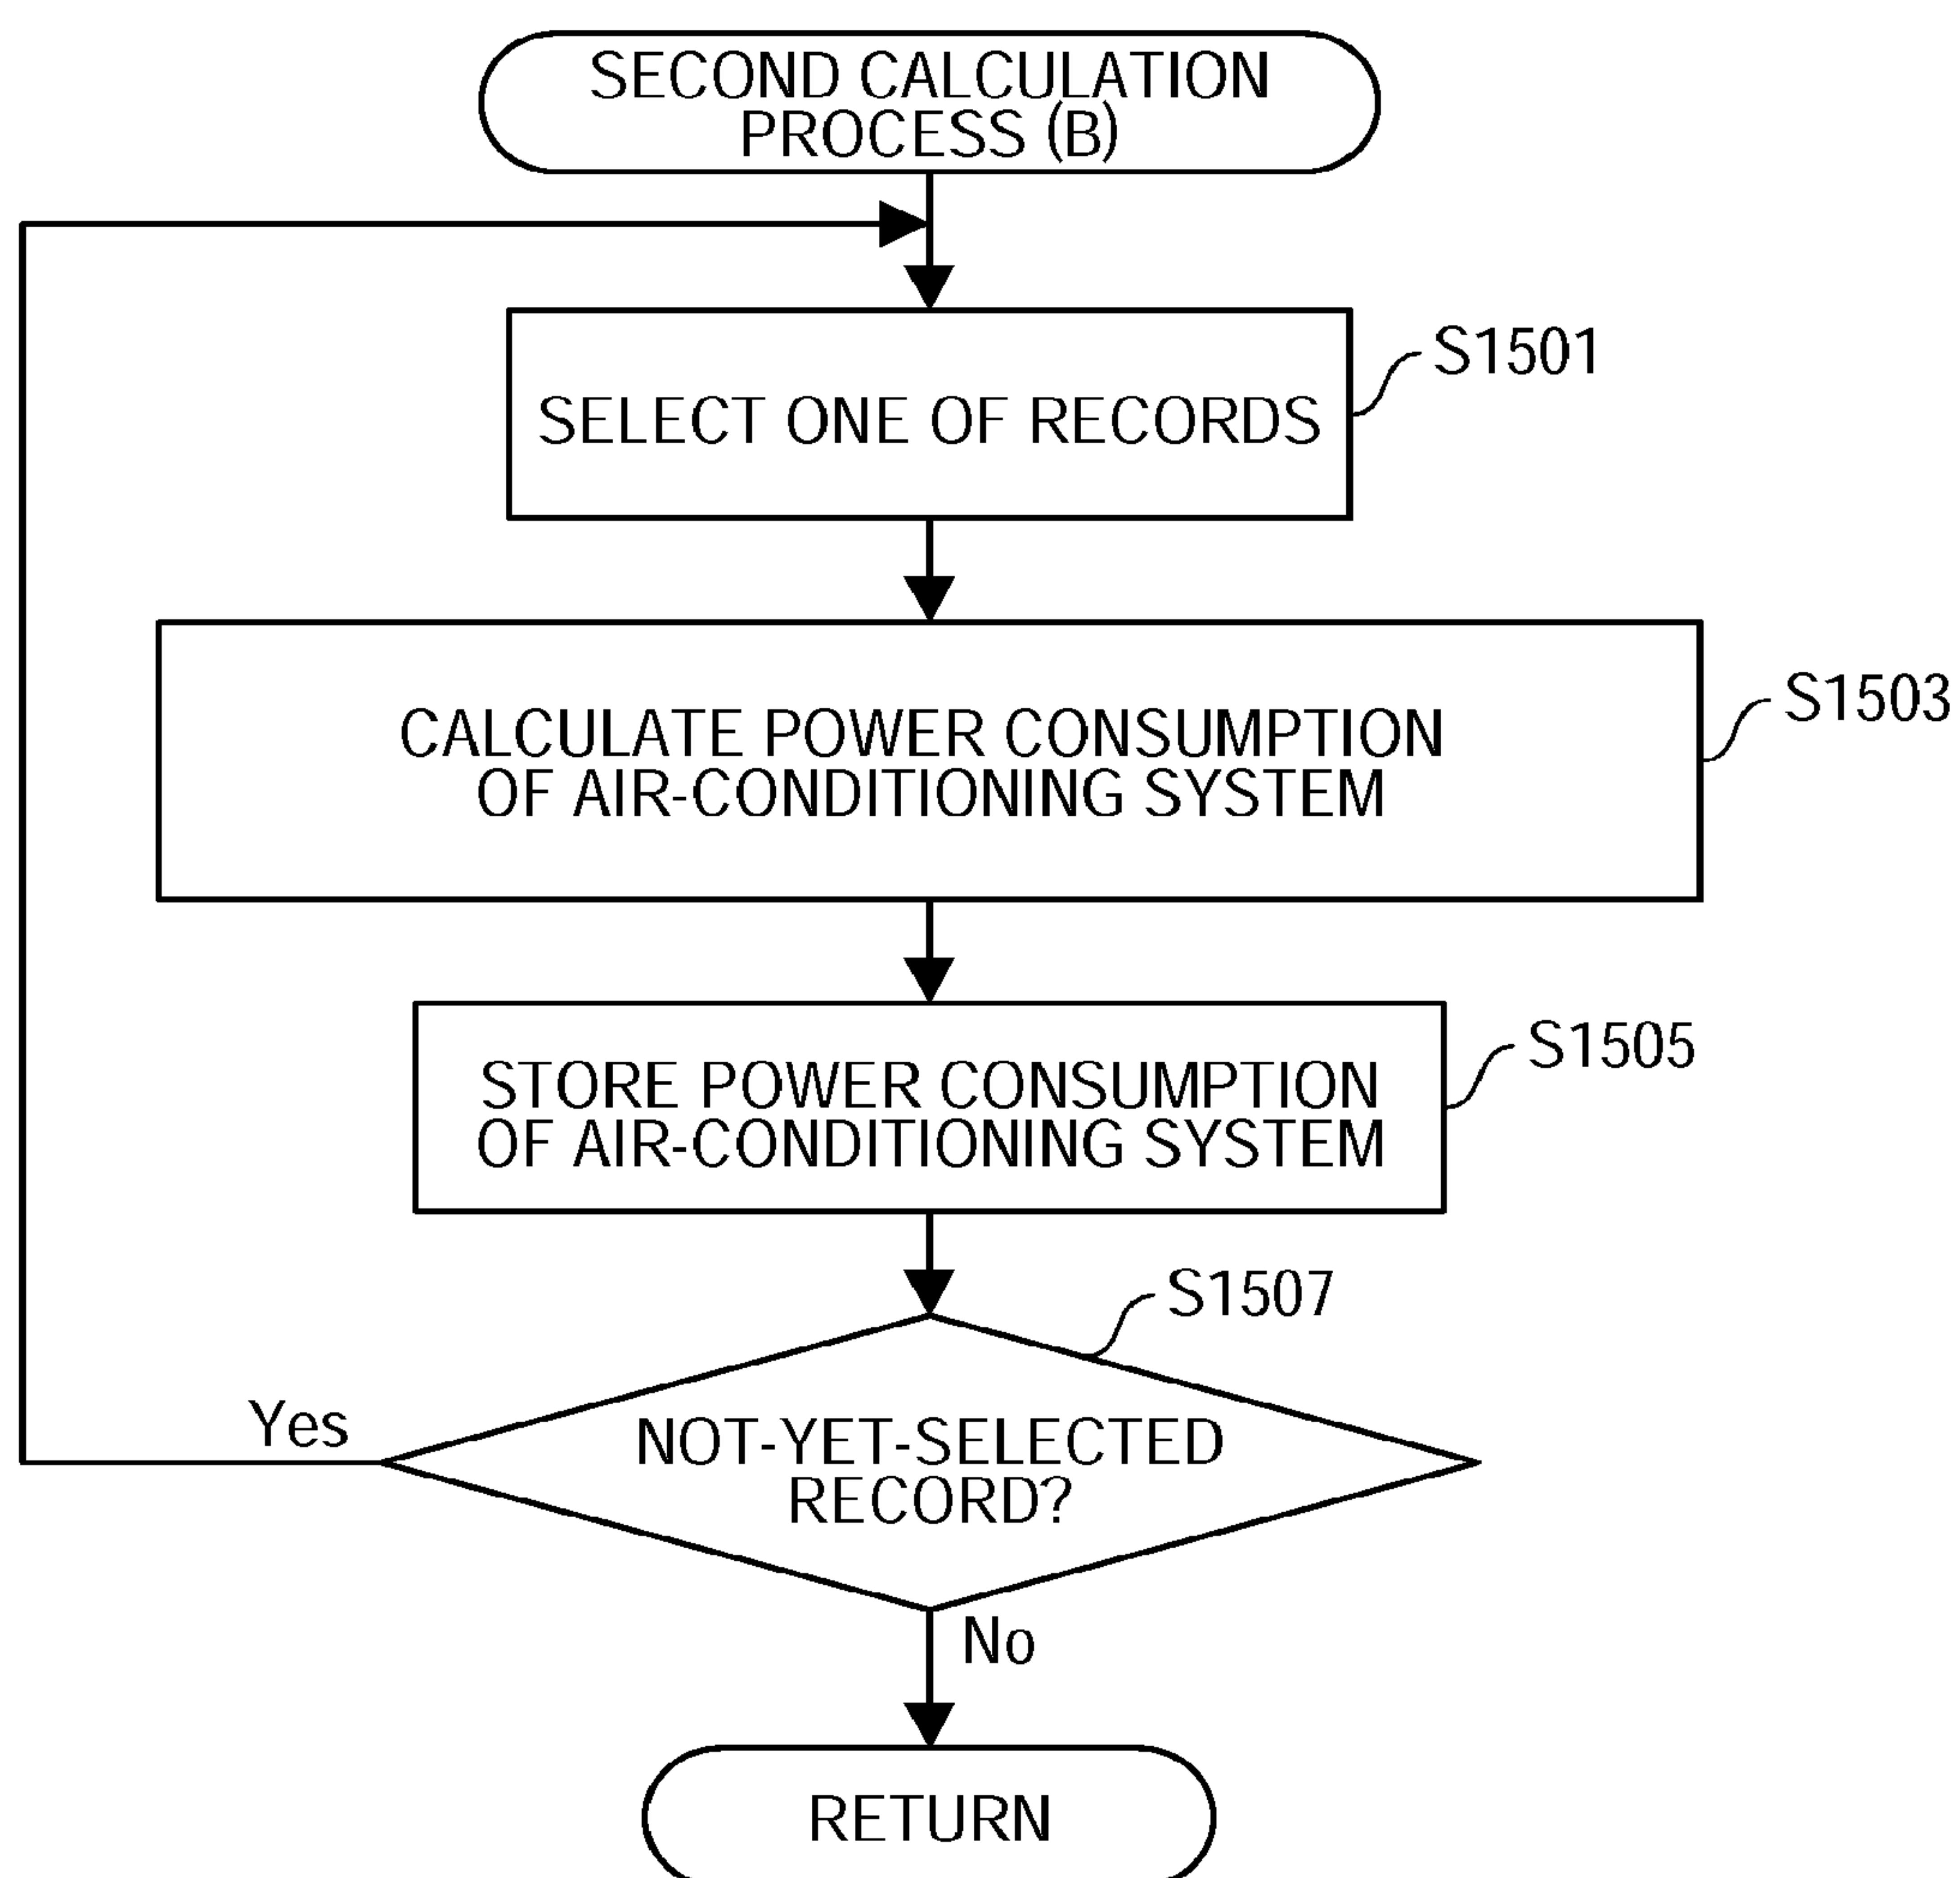 SECOND CALCULATION
PROCESS (B)
S1501
SELECT ONE OF RECORDS
S1503
CALCULATE POWER CONSUMPTION
OF AIR-CONDITIONING SYSTEM
S1505
STORE POWER CONSUMPTION
OF AIR-CONDITIONING SYSTEM
S1507
Yes
NOT-YET-SELECTED
RECORD?
No
RETURN